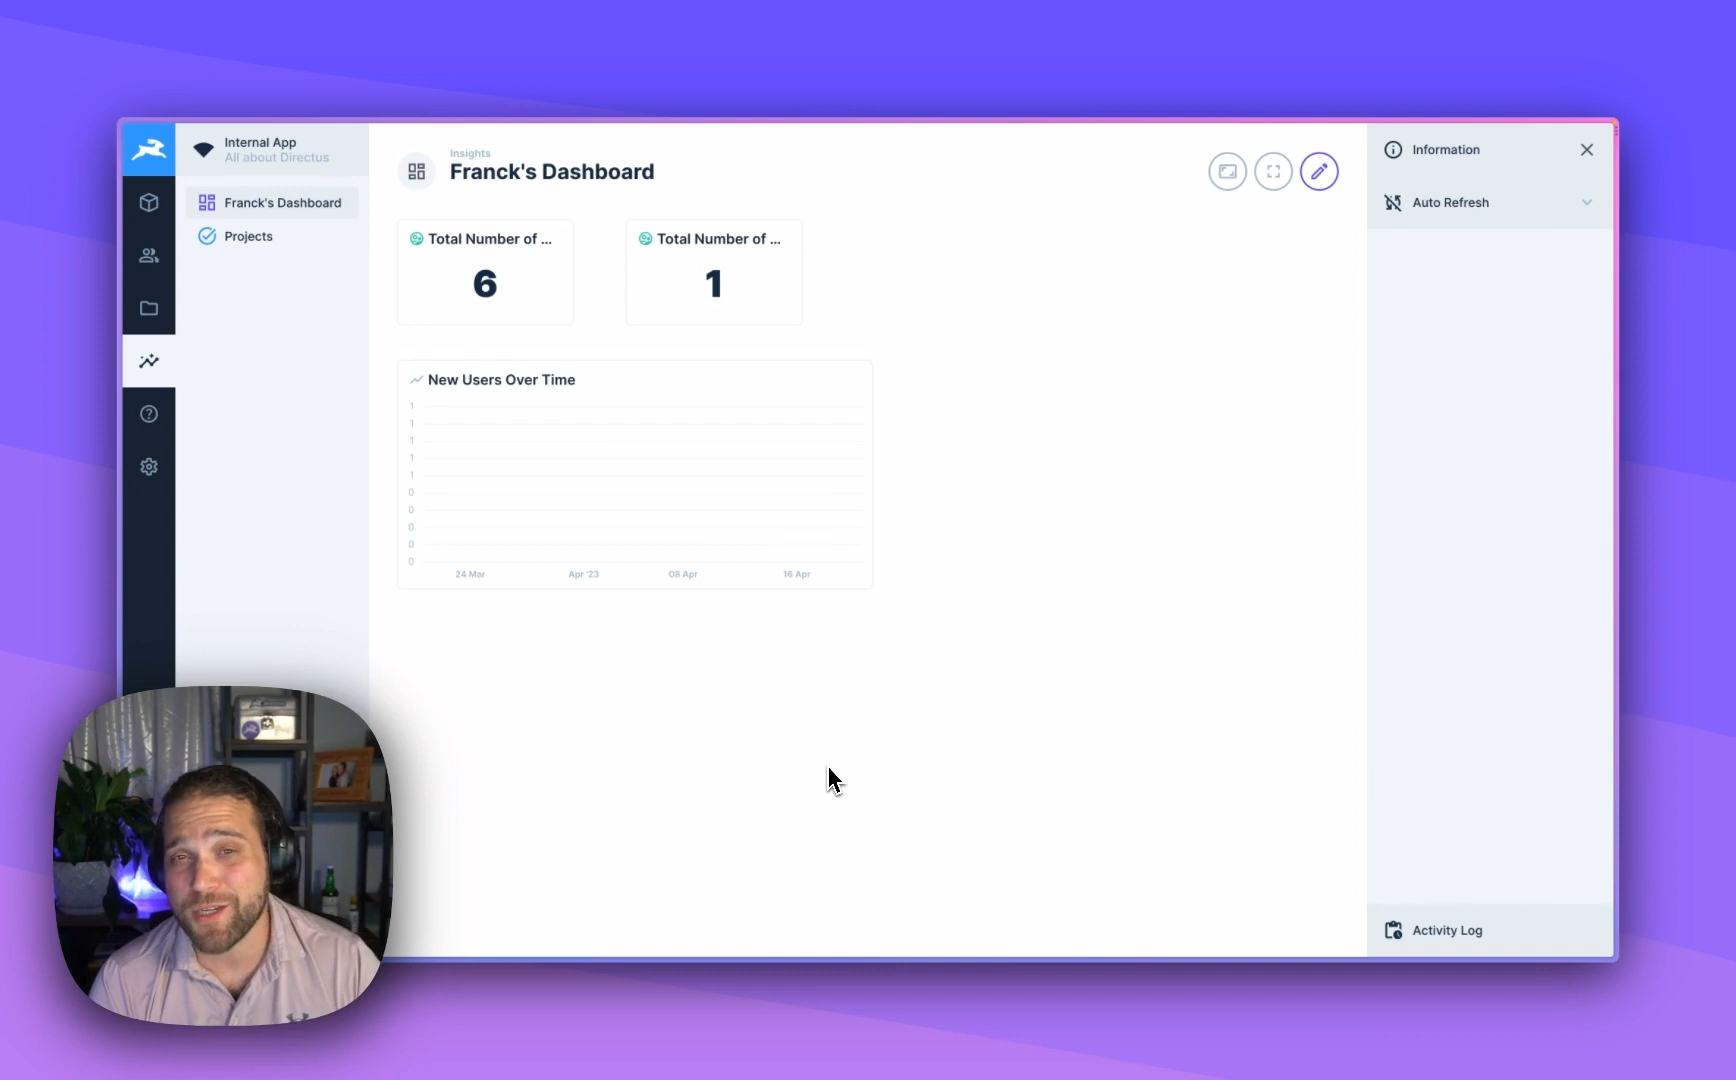 Internal App
All about Directus
Franck's Dashboard
Projects
Insights
Franck's Dashboard
Total Number of ...
6
Total Number of ...
1
New Users Over Time
1
1
1
1
1
0
0
0
0
0
24 Mar
Apr '23
08 Apr
16 Apr
Information
Auto Refresh
Activity Log